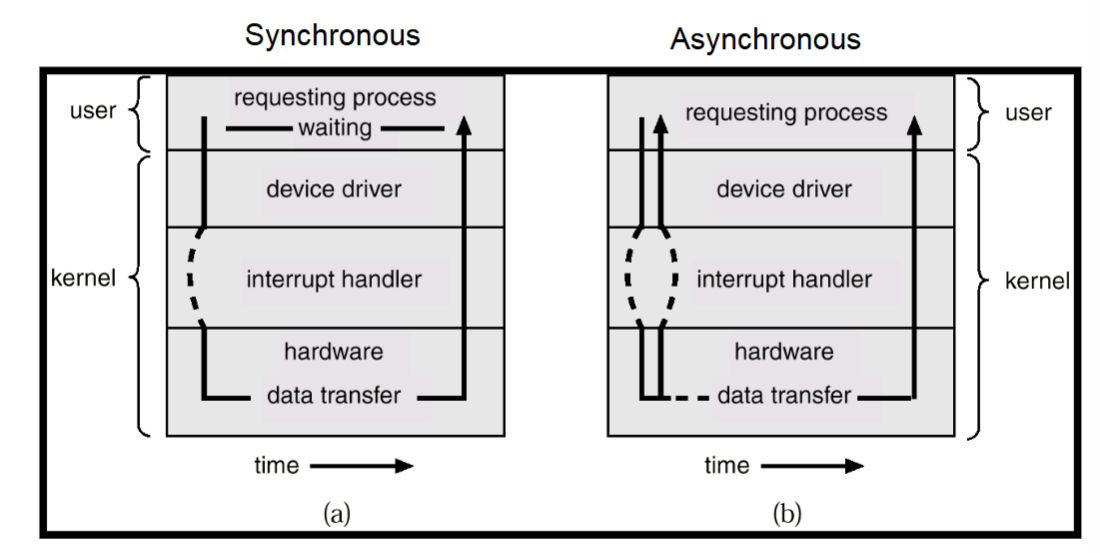 Synchronous
Asynchronous
user
requesting process
waiting
device driver
kernel
interrupt handler
hardware
data transfer
time
(a)
requesting process
user
device driver
interrupt handler
kernel
hardware
data transfer
time
(b)